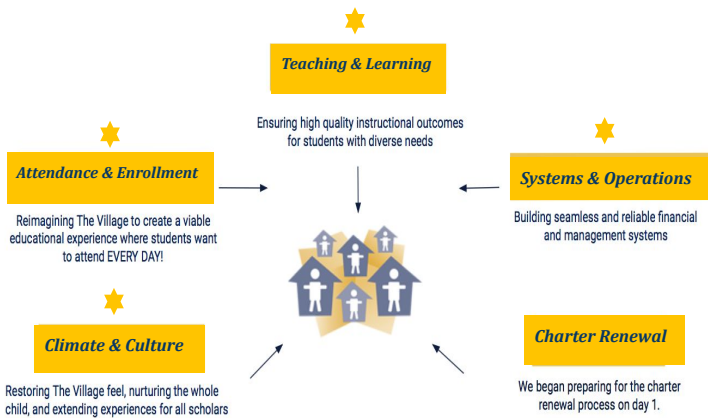 Teaching & Learning
Ensuring high quality instructional outcomes
for students with diverse needs
Attendance & Enrollment
Reimagining The Village to create a viable
educational experience where students want
to attend EVERY DAY!
Systems & Operations
Building seamless and reliable financial
and management systems
Climate & Culture
Restoring The Village feel, nurturing the whole
child, and extending experiences for all scholars
Charter Renewal
We began preparing for the charter
renewal process on day 1.